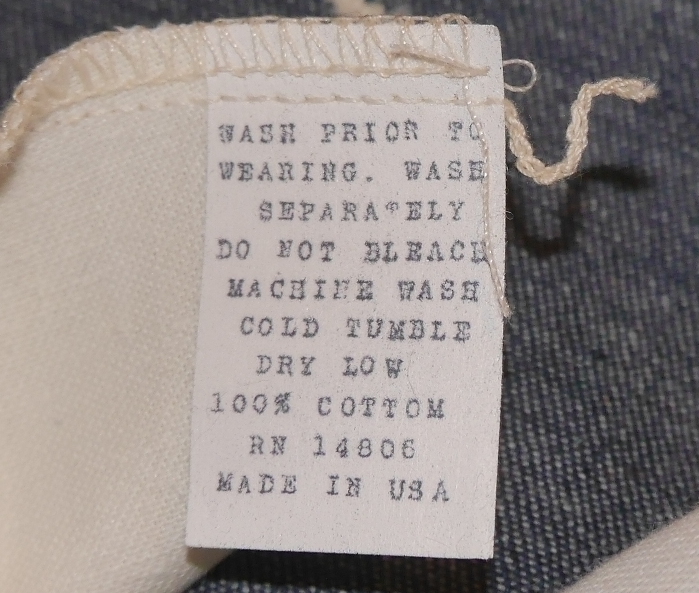 WASH PRIOR TO
WEARING. WASH
SEPARATELY
DO NOT BLEACH
MACHINE WASH
COLD TUMBLE
DRY LOW
100% COTTOM
RN 14806
MADE IN USA